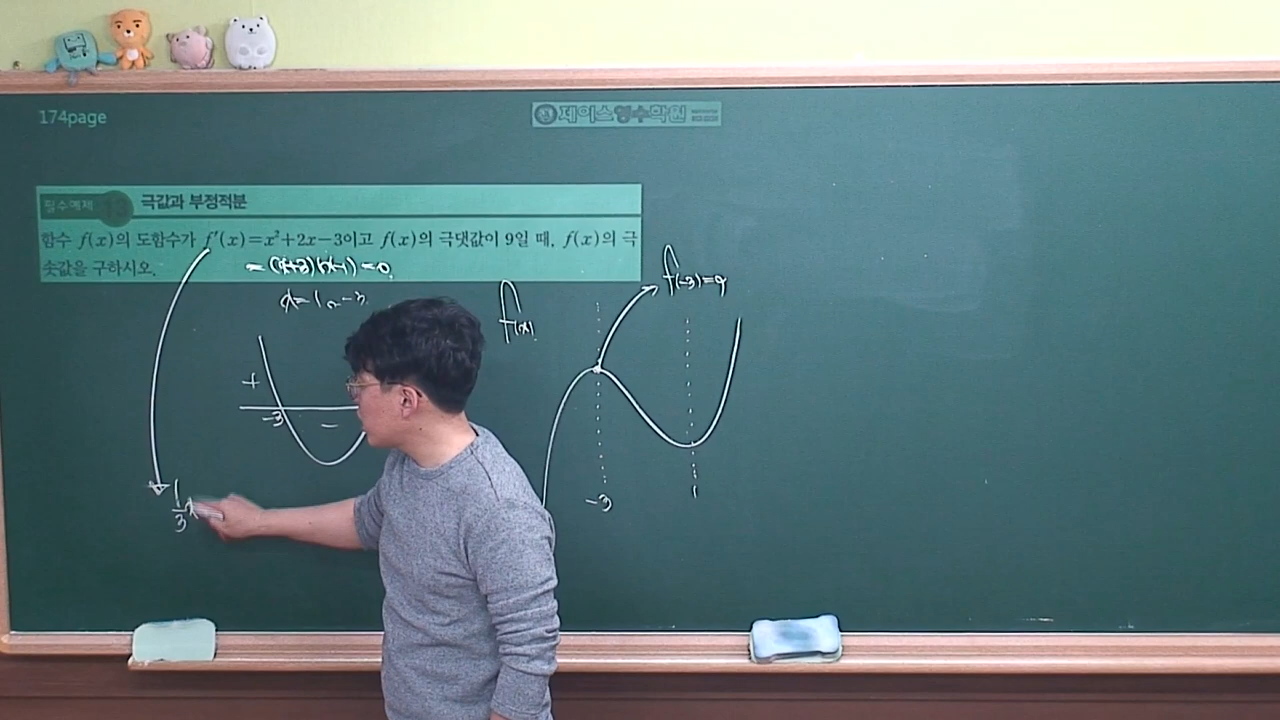 174page
제이스영수학원
필수예제
극값과 부정적분
함수 f(x)의 도함수가 f′(x)=x²+2x−3이고 f(x)의 극댓값이 9일 때, f(x)의 극
솟값을 구하시오.
=(x+3)(x-1)=0.
x=1 or -3
f(-3)=9
f(x)
+
-3
-
-3
1
1/3 x